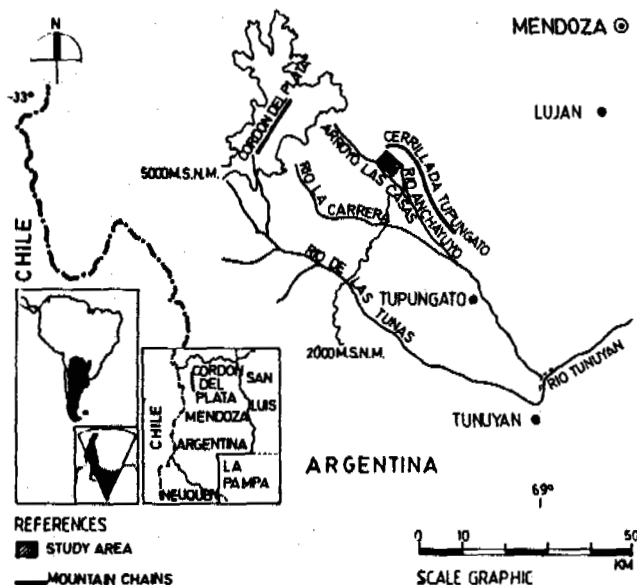 N
MENDOZA
-33°
LUJAN
CORDON DEL PLATA
5000 M.S.N.M.
ARROYO LAS CASAS
CERRILLADA TUPUNGATO
RIO ANCHAYUYO
RIO LA CARRERA
RIO DE LAS TUNAS
CHILE
TUPUNGATO
2000 M.S.N.M.
RIO TUNUYAN
TUNUYAN
CORDON
DEL
PLATA
SAN
LUIS
MENDOZA
CHILE
ARGENTINA
LA
PAMPA
NEUQUEN
ARGENTINA
69°
REFERENCES
STUDY AREA
MOUNTAIN CHAINS
0 10 50
KM
SCALE GRAPHIC